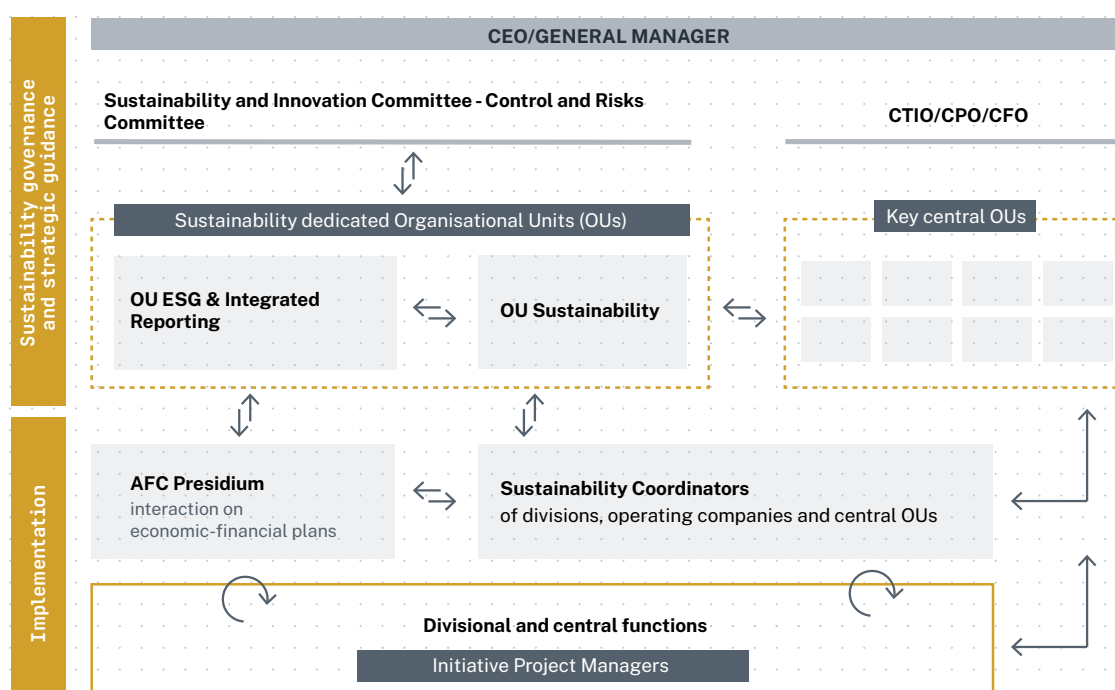 CEO/GENERAL MANAGER
Sustainability governance
and strategic guidance
Sustainability and Innovation Committee - Control and Risks
Committee
CTIO/CPO/CFO
Sustainability dedicated Organisational Units (OUs)
Key central OUs
OU ESG & Integrated
Reporting
OU Sustainability
Implementation
AFC Presidium
interaction on
economic-financial plans
Sustainability Coordinators
of divisions, operating companies and central OUs
Divisional and central functions
Initiative Project Managers